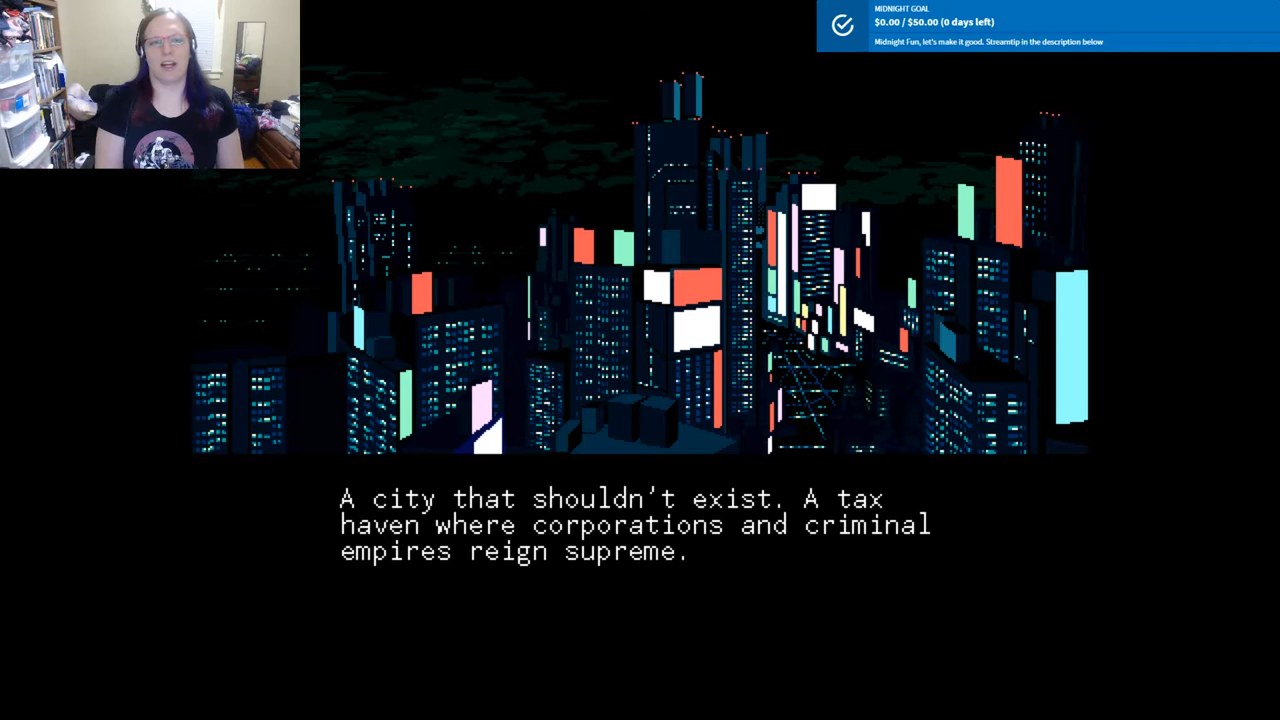 MIDNIGHT GOAL
$0.00 / $50.00 (0 days left)
Midnight Fun, let's make it good. Streamtip in the description below
A city that shouldn't exist. A tax
haven where corporations and criminal
empires reign supreme.